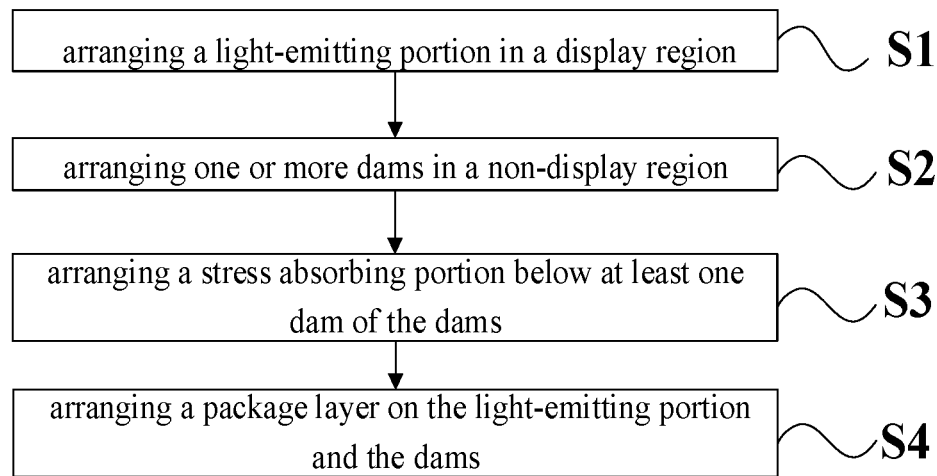 arranging a light-emitting portion in a display region
S1
arranging one or more dams in a non-display region
S2
arranging a stress absorbing portion below at least one
dam of the dams
S3
arranging a package layer on the light-emitting portion
and the dams
S4